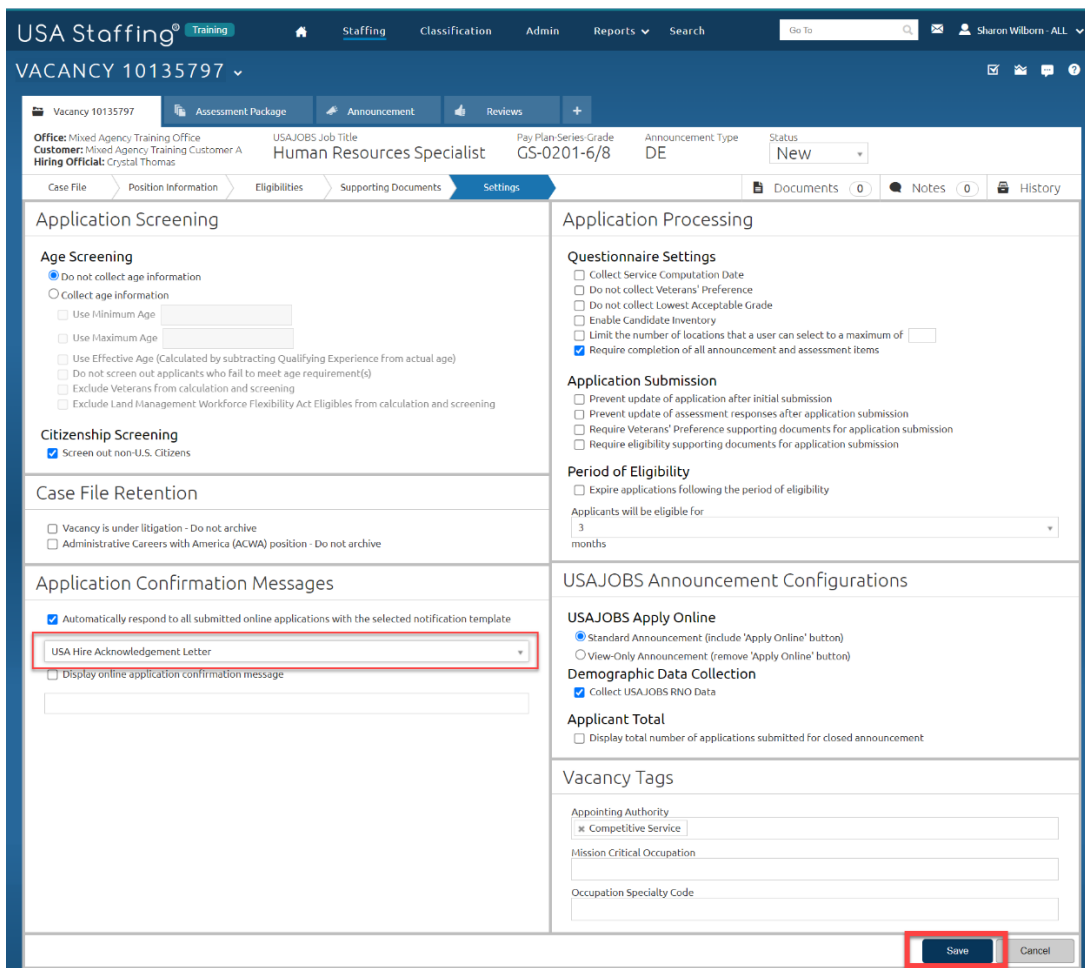 USA Staffing® Training
Staffing Classification Admin Reports Search Go To Sharon Wilborn - ALL
VACANCY 10135797
Vacancy 10135797 Assessment Package Announcement Reviews +
Office: Mixed Agency Training Office
Customer: Mixed Agency Training Customer A
Hiring Official: Crystal Thomas
USAJOBS Job Title
Human Resources Specialist
Pay Plan-Series-Grade
GS-0201-6/8
Announcement Type
DE
Status
New
Case File Position Information Eligibilities Supporting Documents Settings
Documents 0 Notes 0 History
Application Screening
Age Screening
Do not collect age information
Collect age information
Use Minimum Age
Use Maximum Age
Use Effective Age (Calculated by subtracting Qualifying Experience from actual age)
Do not screen out applicants who fail to meet age requirement(s)
Exclude Veterans from calculation and screening
Exclude Land Management Workforce Flexibility Act Eligibles from calculation and screening
Citizenship Screening
Screen out non-U.S. Citizens
Case File Retention
Vacancy is under litigation - Do not archive
Administrative Careers with America (ACWA) position - Do not archive
Application Confirmation Messages
Automatically respond to all submitted online applications with the selected notification template
USA Hire Acknowledgement Letter
Display online application confirmation message
Application Processing
Questionnaire Settings
Collect Service Computation Date
Do not collect Veterans' Preference
Do not collect Lowest Acceptable Grade
Enable Candidate Inventory
Limit the number of locations that a user can select to a maximum of
Require completion of all announcement and assessment items
Application Submission
Prevent update of application after initial submission
Prevent update of assessment responses after application submission
Require Veterans' Preference supporting documents for application submission
Require eligibility supporting documents for application submission
Period of Eligibility
Expire applications following the period of eligibility
Applicants will be eligible for
3
months
USAJOBS Announcement Configurations
USAJOBS Apply Online
Standard Announcement (include 'Apply Online' button)
View-Only Announcement (remove 'Apply Online' button)
Demographic Data Collection
Collect USAJOBS RNO Data
Applicant Total
Display total number of applications submitted for closed announcement
Vacancy Tags
Appointing Authority
Competitive Service
Mission Critical Occupation
Occupation Specialty Code
Save Cancel